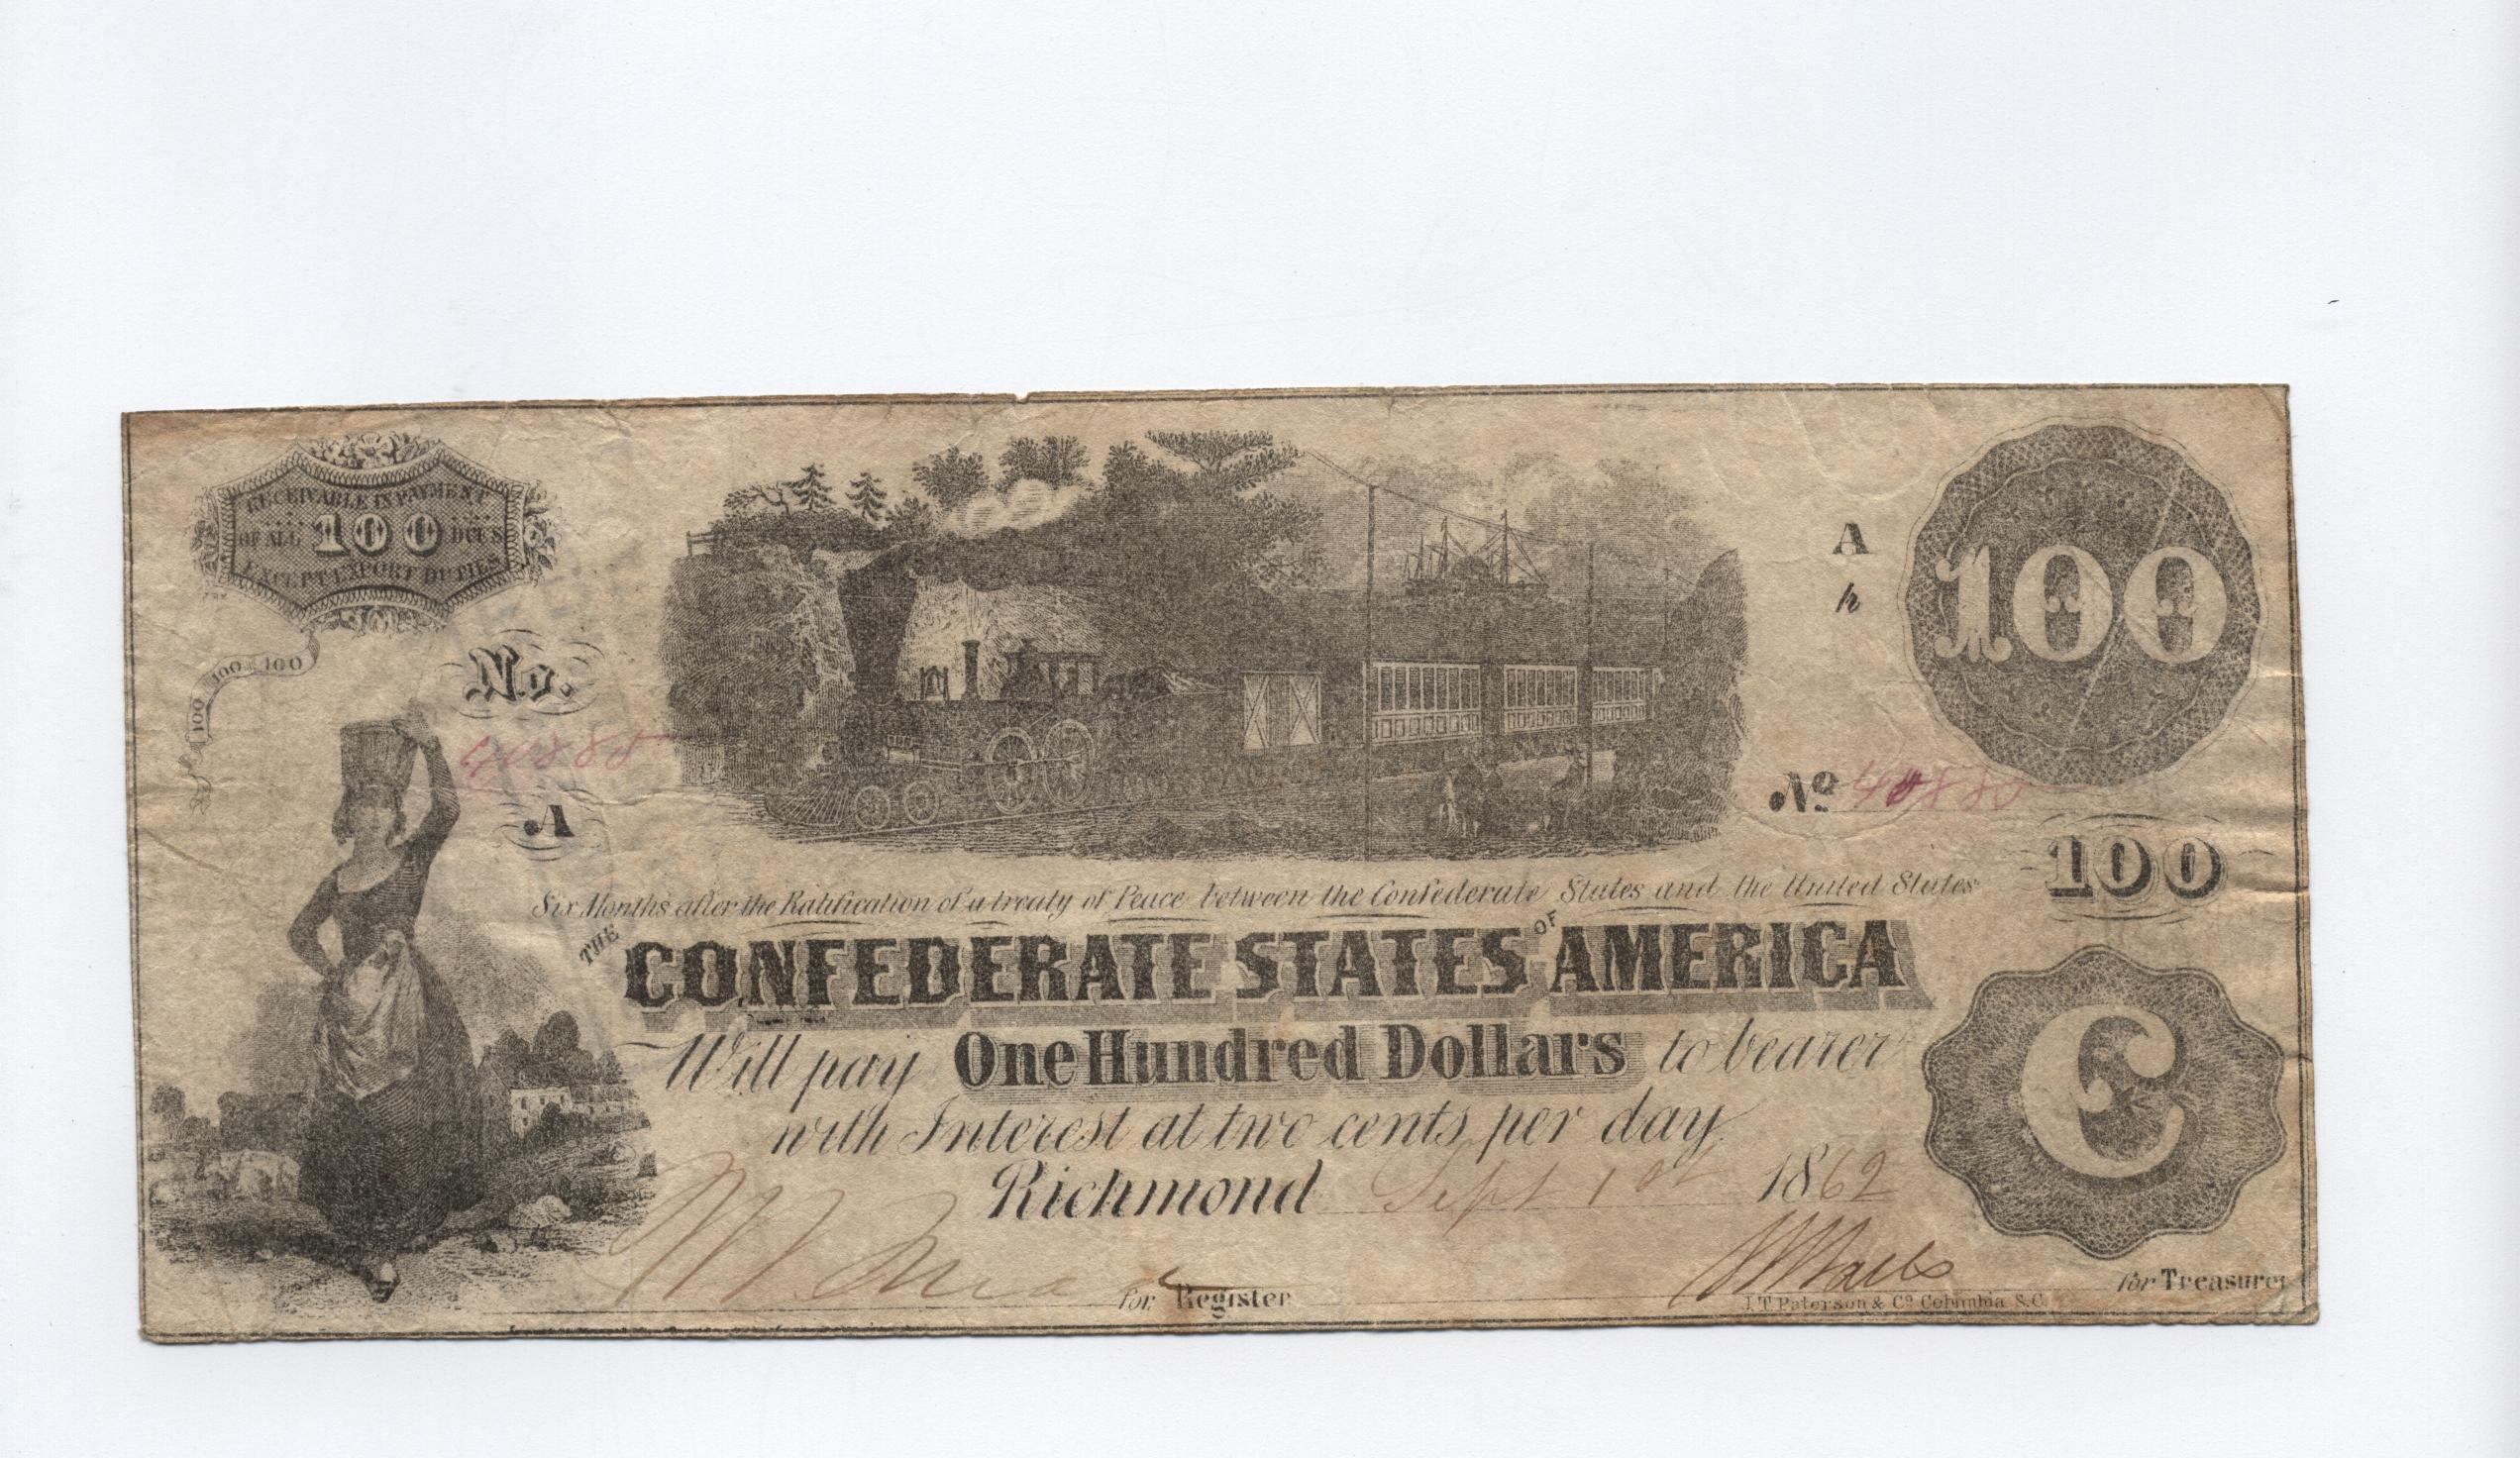 RECEIVABLE IN PAYMENT
OF ALL 100 DUES
EXCEPT EXPORT DUTIES
100 100 100
No.
A
A
h
100
No
100
Six Months after the Ratification of a treaty of Peace between the Confederate States and the United States
THE CONFEDERATE STATES OF AMERICA
Will pay One Hundred Dollars to bearer
with Interest at two cents per day
Richmond Sept 1st 1862
C
for Register
for Treasurer
J.T. Paterson & Co Columbia S.C.